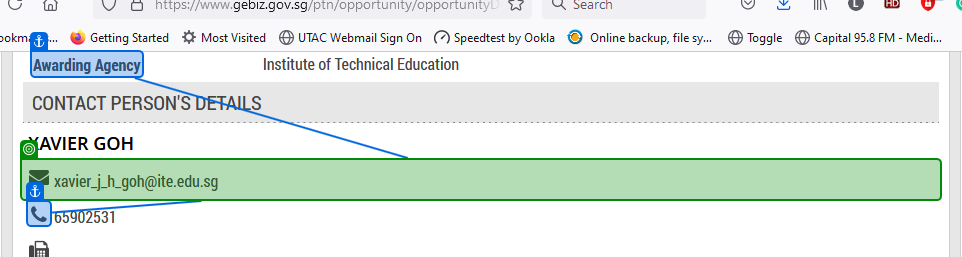 https://www.gebiz.gov.sg/ptn/opportunity/opportunityD
Search
HD
Getting Started Most Visited UTAC Webmail Sign On Speedtest by Ookla Online backup, file sy... Toggle Capital 95.8 FM - Medi...
Awarding Agency Institute of Technical Education
CONTACT PERSON'S DETAILS
XAVIER GOH
xavier_j_h_goh@ite.edu.sg
65902531